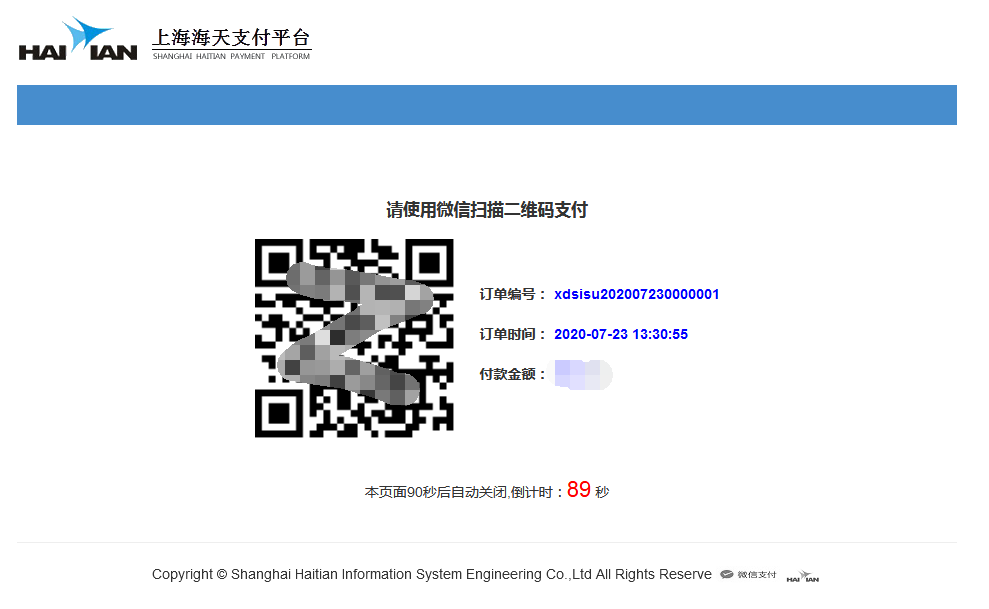 HAITIAN 上海海天支付平台
SHANGHAI HAITIAN PAYMENT PLATFORM
请使用微信扫描二维码支付
订单编号： xdsisu202007230000001
订单时间： 2020-07-23 13:30:55
付款金额：
本页面90秒后自动关闭,倒计时：89 秒
Copyright © Shanghai Haitian Information System Engineering Co.,Ltd All Rights Reserve 微信支付 HAITIAN